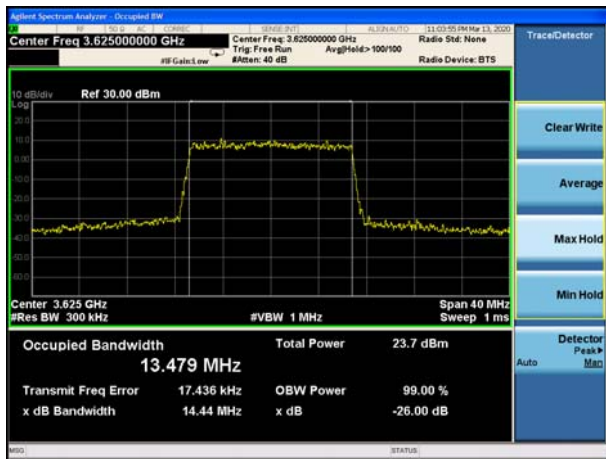 Agilent Spectrum Analyzer - Occupied BW
RF 50 Ω AC CORREC SENSE:INT ALIGN AUTO 11:03:55 PM Mar 13, 2020
Center Freq 3.625000000 GHz
Center Freq: 3.625000000 GHz
Radio Std: None
Trig: Free Run Avg|Hold:> 100/100
#IFGain:Low #Atten: 40 dB Radio Device: BTS
Trace/Detector
10 dB/div Ref 30.00 dBm
Log
20.0
10.0
0.00
10.0
20.0
30.0
40.0
50.0
60.0
Clear Write
Average
Max Hold
Min Hold
Center 3.625 GHz Span 40 MHz
#Res BW 300 kHz #VBW 1 MHz Sweep 1 ms
Detector
Peak▶
Auto Man
Occupied Bandwidth Total Power 23.7 dBm
13.479 MHz
Transmit Freq Error 17.436 kHz OBW Power 99.00 %
x dB Bandwidth 14.44 MHz x dB -26.00 dB
MSG STATUS